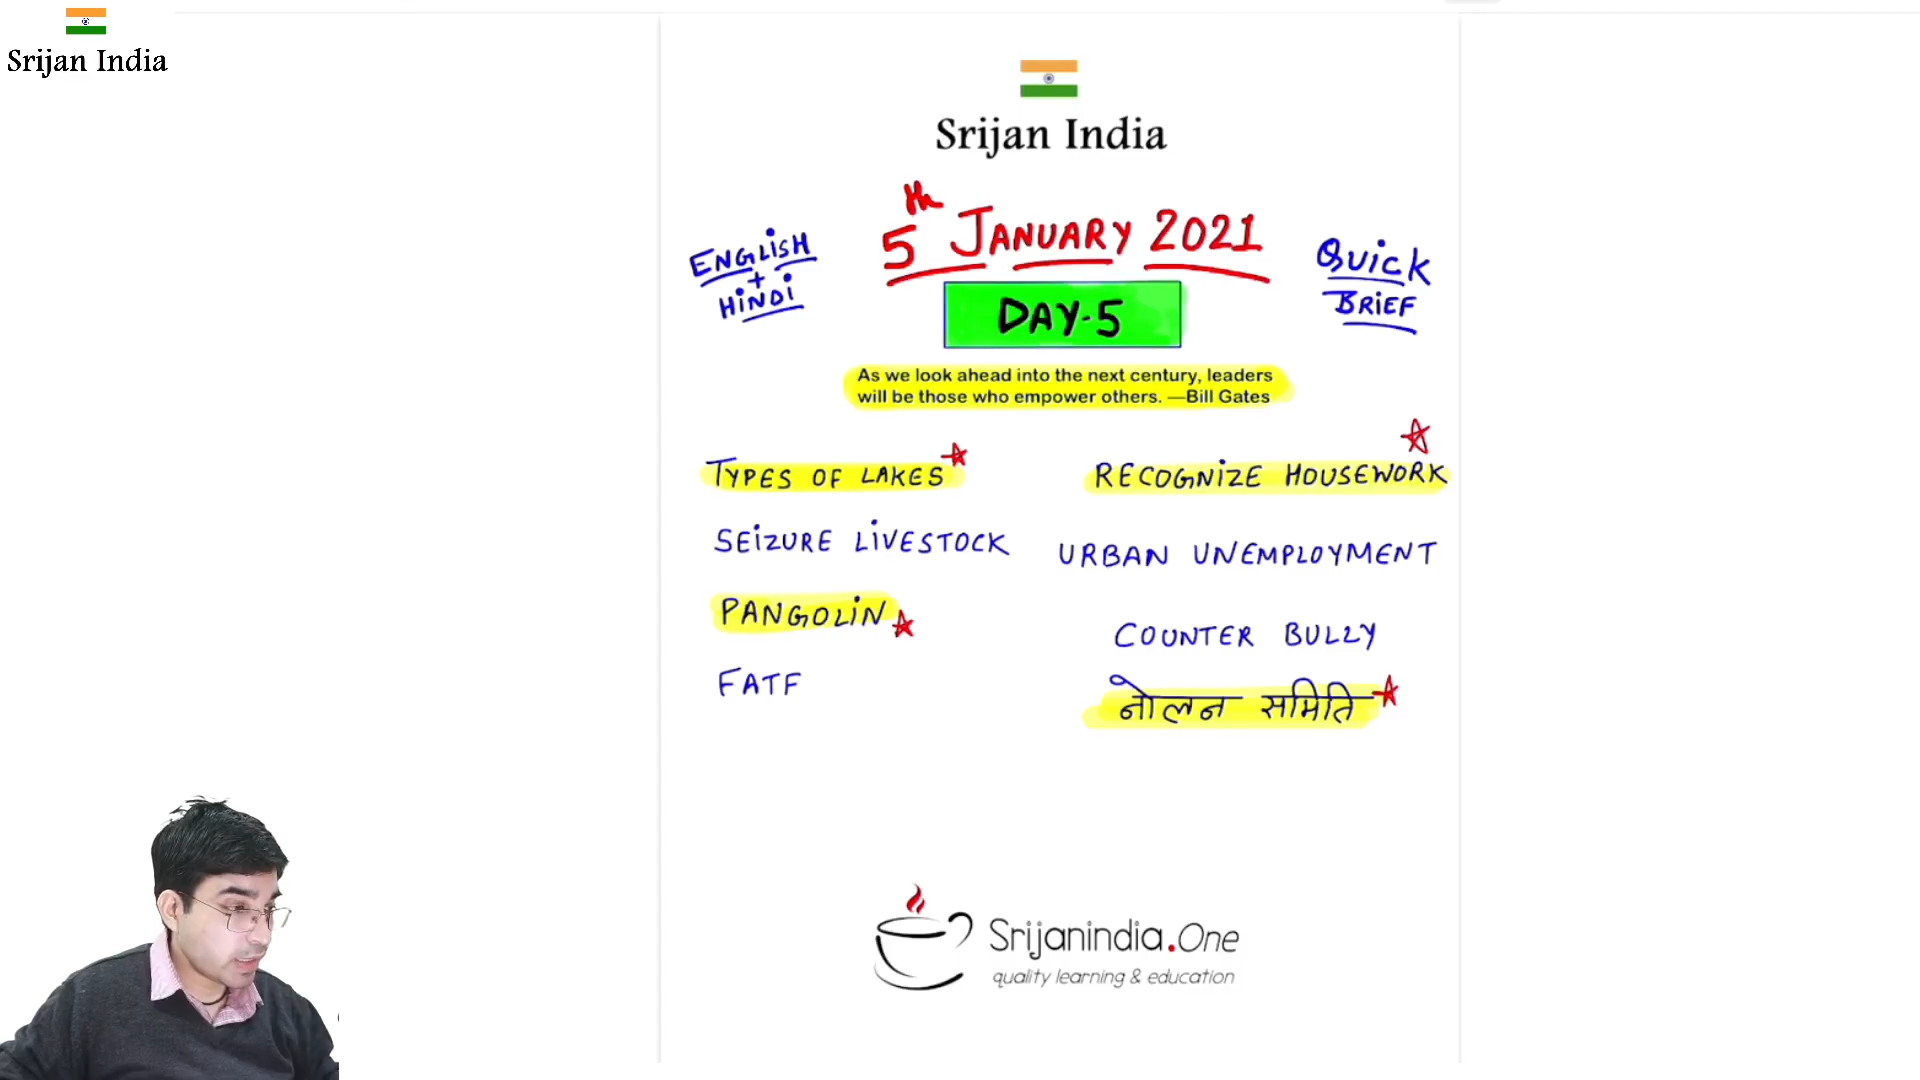 Srijan India
Srijan India
5th JANUARY 2021
ENGLISH
+
HINDI
QUICK
BRIEF
DAY-5
As we look ahead into the next century, leaders
will be those who empower others. —Bill Gates
TYPES OF LAKES
RECOGNIZE HOUSEWORK
SEIZURE LIVESTOCK
URBAN UNEMPLOYMENT
PANGOLIN
COUNTER BULLY
FATF
नोलन समिति
Srijanindia.One
quality learning & education